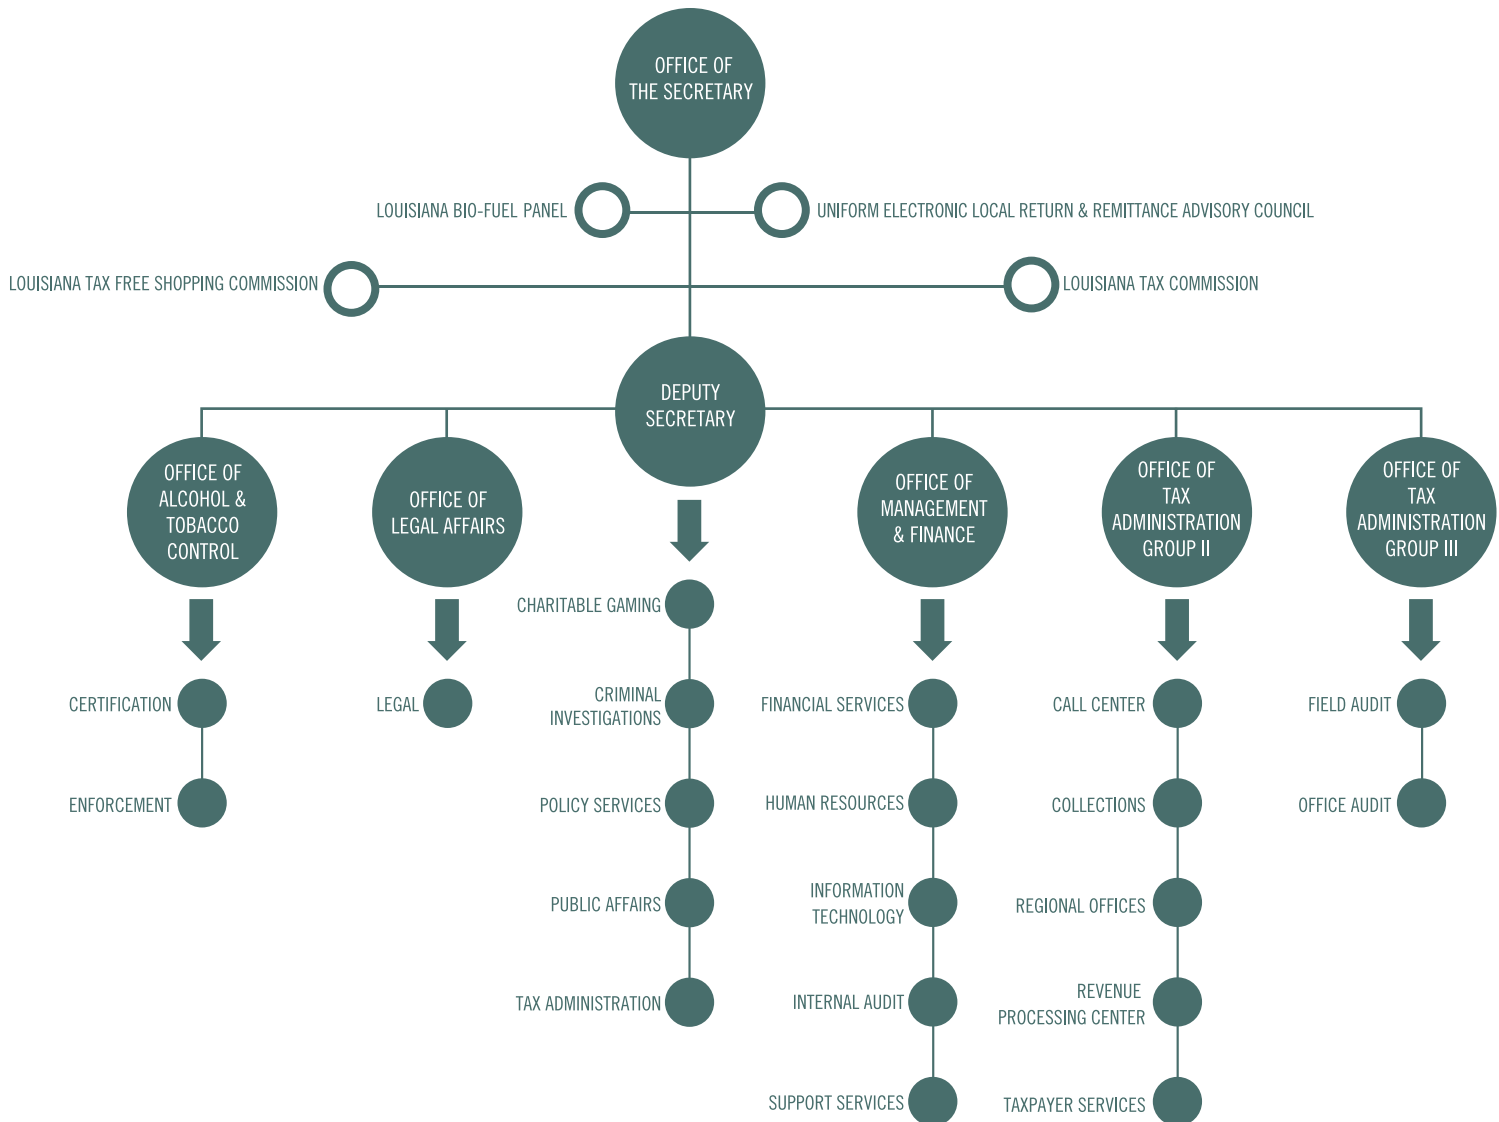 OFFICE OF
THE SECRETARY
LOUISIANA BIO-FUEL PANEL
UNIFORM ELECTRONIC LOCAL RETURN & REMITTANCE ADVISORY COUNCIL
LOUISIANA TAX FREE SHOPPING COMMISSION
LOUISIANA TAX COMMISSION
DEPUTY
SECRETARY
OFFICE OF
ALCOHOL &
TOBACCO
CONTROL
OFFICE OF
LEGAL AFFAIRS
OFFICE OF
MANAGEMENT
& FINANCE
OFFICE OF
TAX
ADMINISTRATION
GROUP II
OFFICE OF
TAX
ADMINISTRATION
GROUP III
CERTIFICATION
ENFORCEMENT
LEGAL
CHARITABLE GAMING
CRIMINAL
INVESTIGATIONS
POLICY SERVICES
PUBLIC AFFAIRS
TAX ADMINISTRATION
FINANCIAL SERVICES
HUMAN RESOURCES
INFORMATION
TECHNOLOGY
INTERNAL AUDIT
SUPPORT SERVICES
CALL CENTER
COLLECTIONS
REGIONAL OFFICES
REVENUE
PROCESSING CENTER
TAXPAYER SERVICES
FIELD AUDIT
OFFICE AUDIT